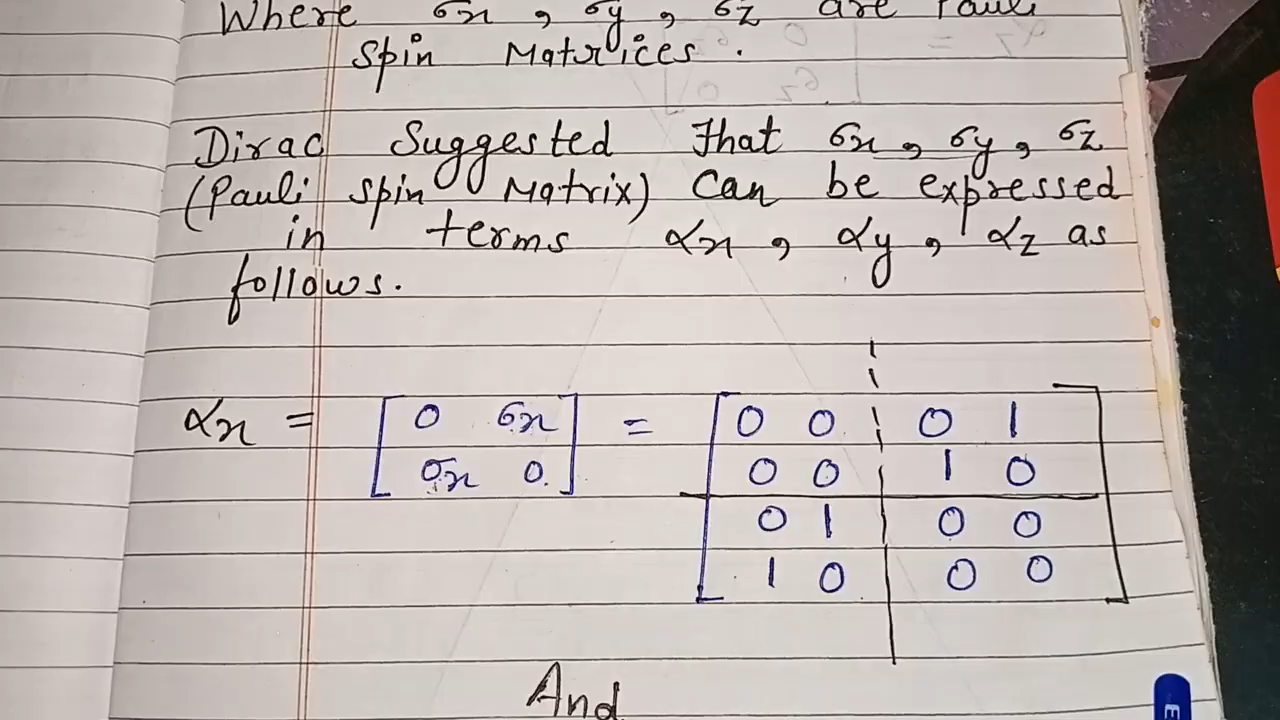 Where σx , σy , σz are Pauli
Spin Matrices .
Dirac Suggested That σx , σy , σz
(Pauli spin Matrix) Can be expressed
in terms αx , αy , αz as
follows.
αx = [ 0 σx ] = [ 0 0 ¦ 0 1 ]
[ σx 0 ] [ 0 0 ¦ 1 0 ]
[ 0 1 | 0 0 ]
[ 1 0 | 0 0 ]
And
E